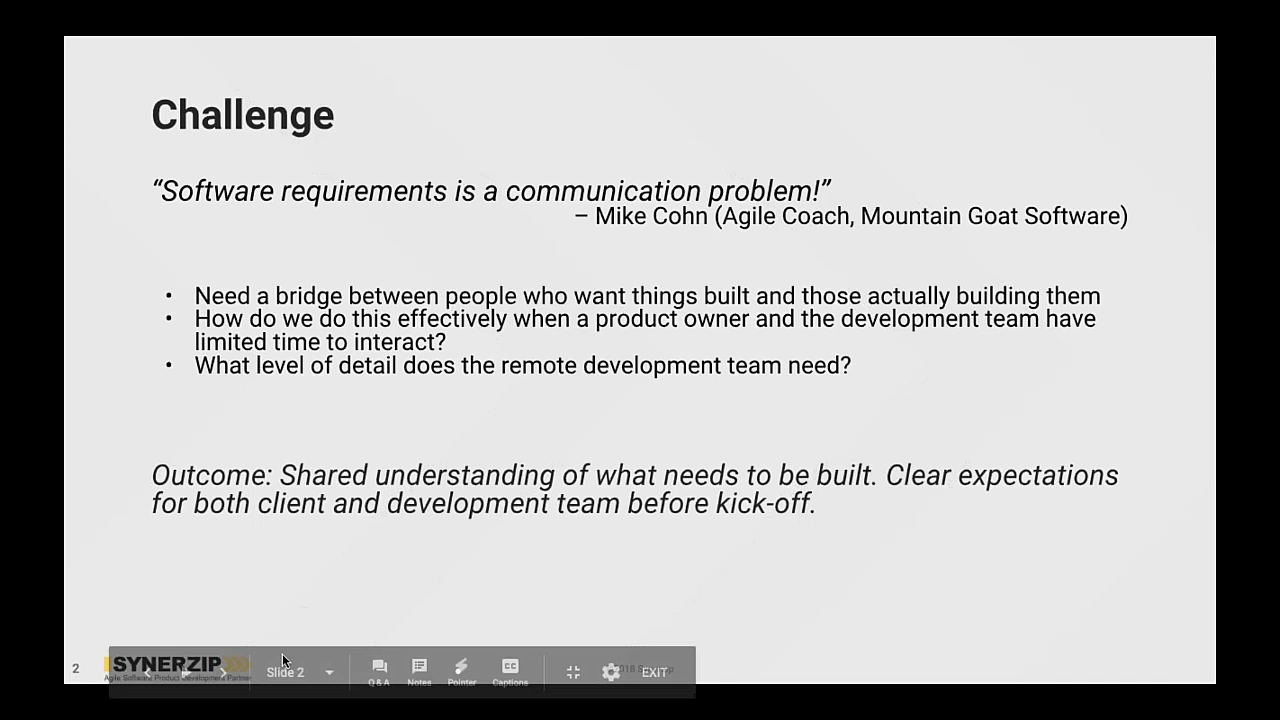 Challenge
“Software requirements is a communication problem!”
– Mike Cohn (Agile Coach, Mountain Goat Software)
• Need a bridge between people who want things built and those actually building them
• How do we do this effectively when a product owner and the development team have
limited time to interact?
• What level of detail does the remote development team need?
Outcome: Shared understanding of what needs to be built. Clear expectations
for both client and development team before kick-off.
2
SYNERZIP
Agile Software Product Development Partner
Slide 2
Q & A
Notes
Pointer
CC
Captions
EXIT